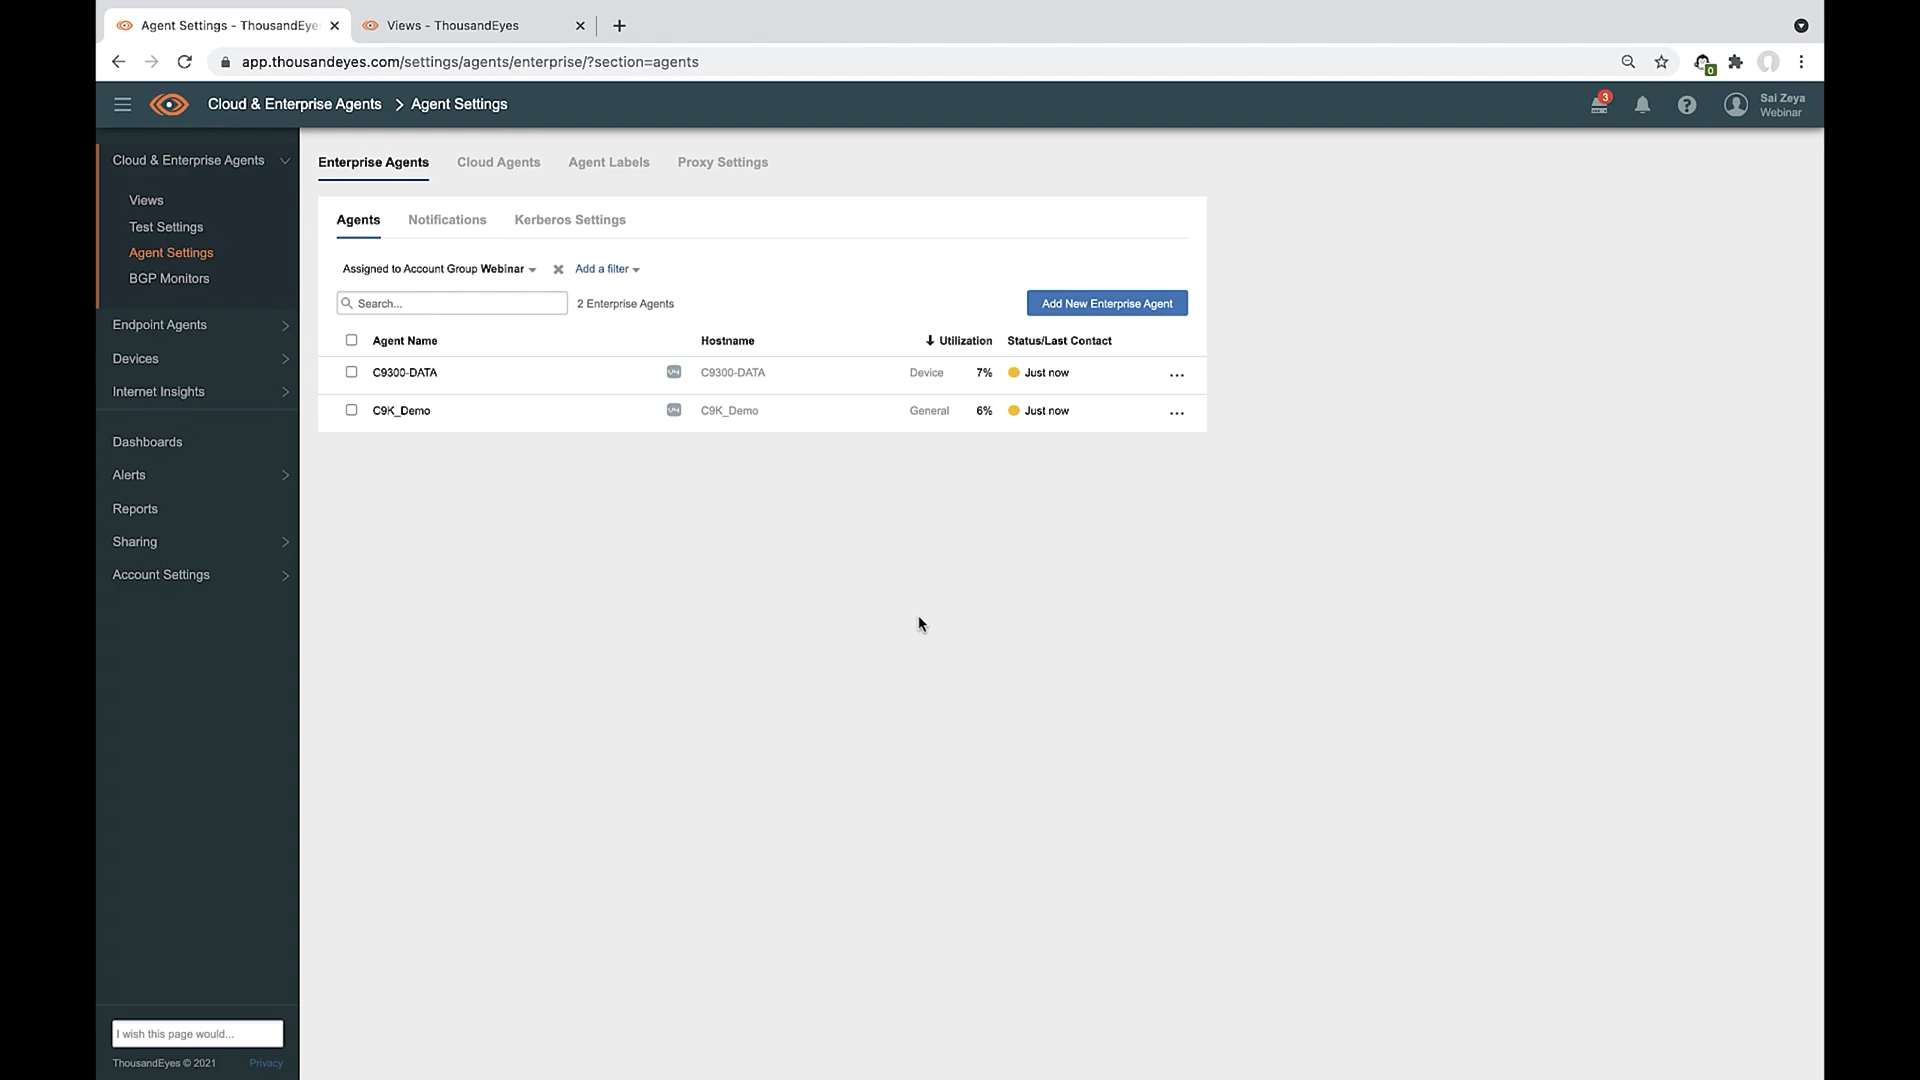 Agent Settings - ThousandEye
Views - ThousandEyes
app.thousandeyes.com/settings/agents/enterprise/?section=agents
0
Cloud & Enterprise Agents > Agent Settings
3
Sai Zeya
Webinar
Cloud & Enterprise Agents
Views
Test Settings
Agent Settings
BGP Monitors
Endpoint Agents
Devices
Internet Insights
Dashboards
Alerts
Reports
Sharing
Account Settings
I wish this page would...
ThousandEyes © 2021 Privacy
Enterprise Agents Cloud Agents Agent Labels Proxy Settings
Agents Notifications Kerberos Settings
Assigned to Account Group Webinar Add a filter
Search... 2 Enterprise Agents Add New Enterprise Agent
Agent Name Hostname Utilization Status/Last Contact
C9300-DATA C9300-DATA Device 7% Just now ...
C9K_Demo C9K_Demo General 6% Just now ...